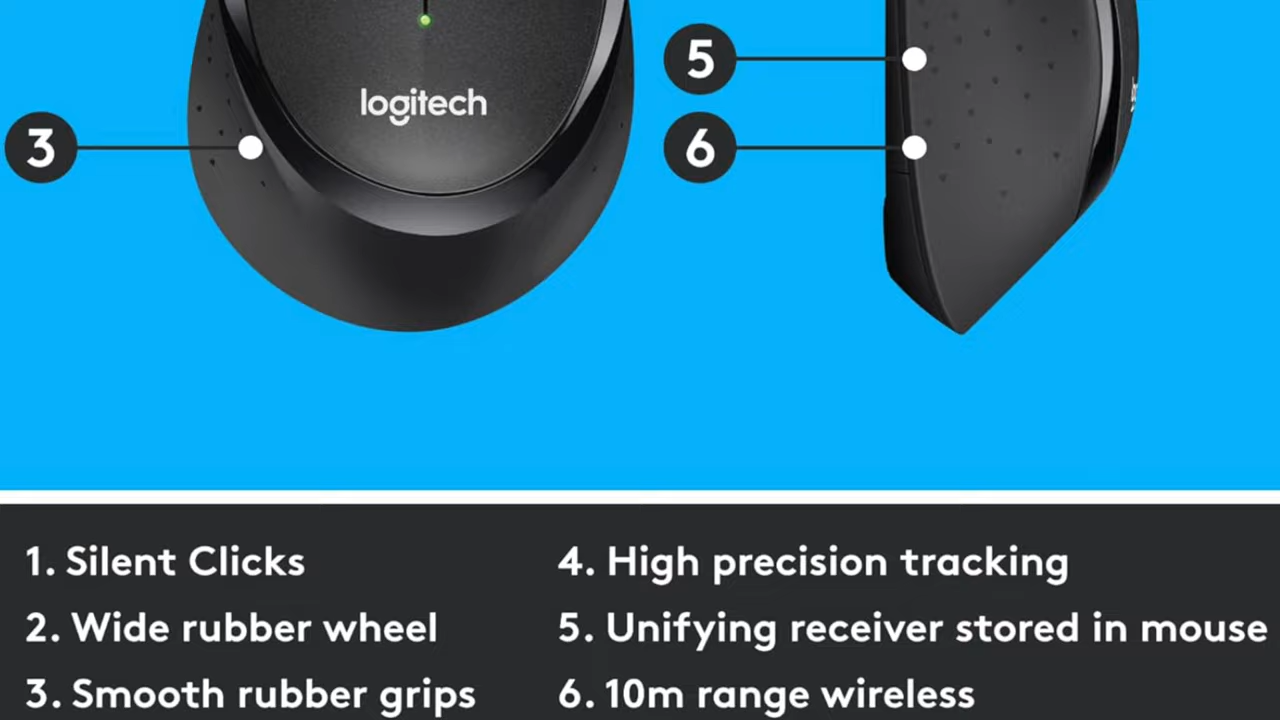 5
logitech
3
6
1. Silent Clicks
2. Wide rubber wheel
3. Smooth rubber grips
4. High precision tracking
5. Unifying receiver stored in mouse
6. 10m range wireless